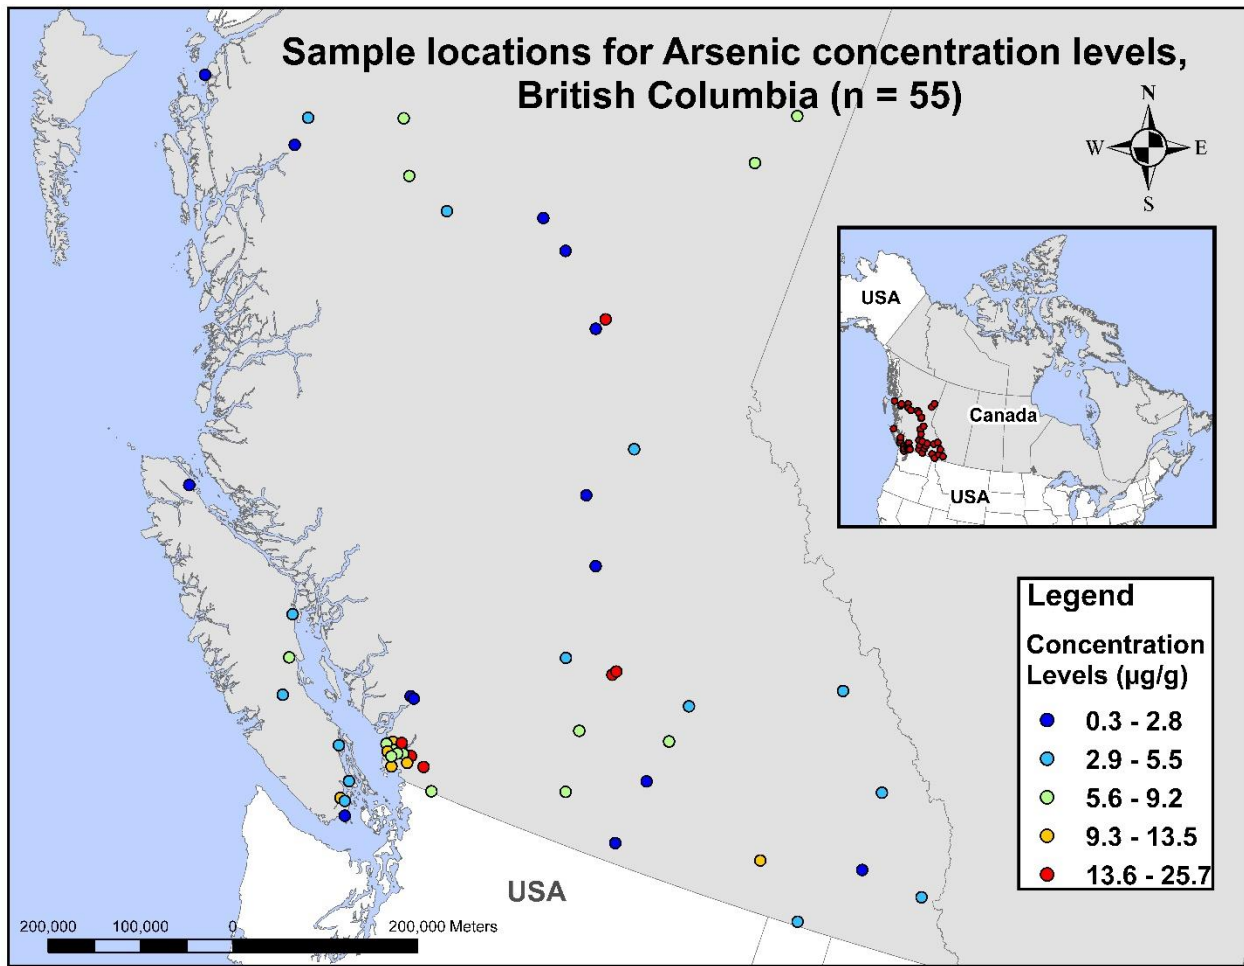 Sample locations for Arsenic concentration levels,
British Columbia (n = 55)
N
W E
S
USA
Canada
USA
Legend
Concentration
Levels (µg/g)
0.3 - 2.8
2.9 - 5.5
5.6 - 9.2
9.3 - 13.5
13.6 - 25.7
USA
200,000 100,000 0 200,000 Meters